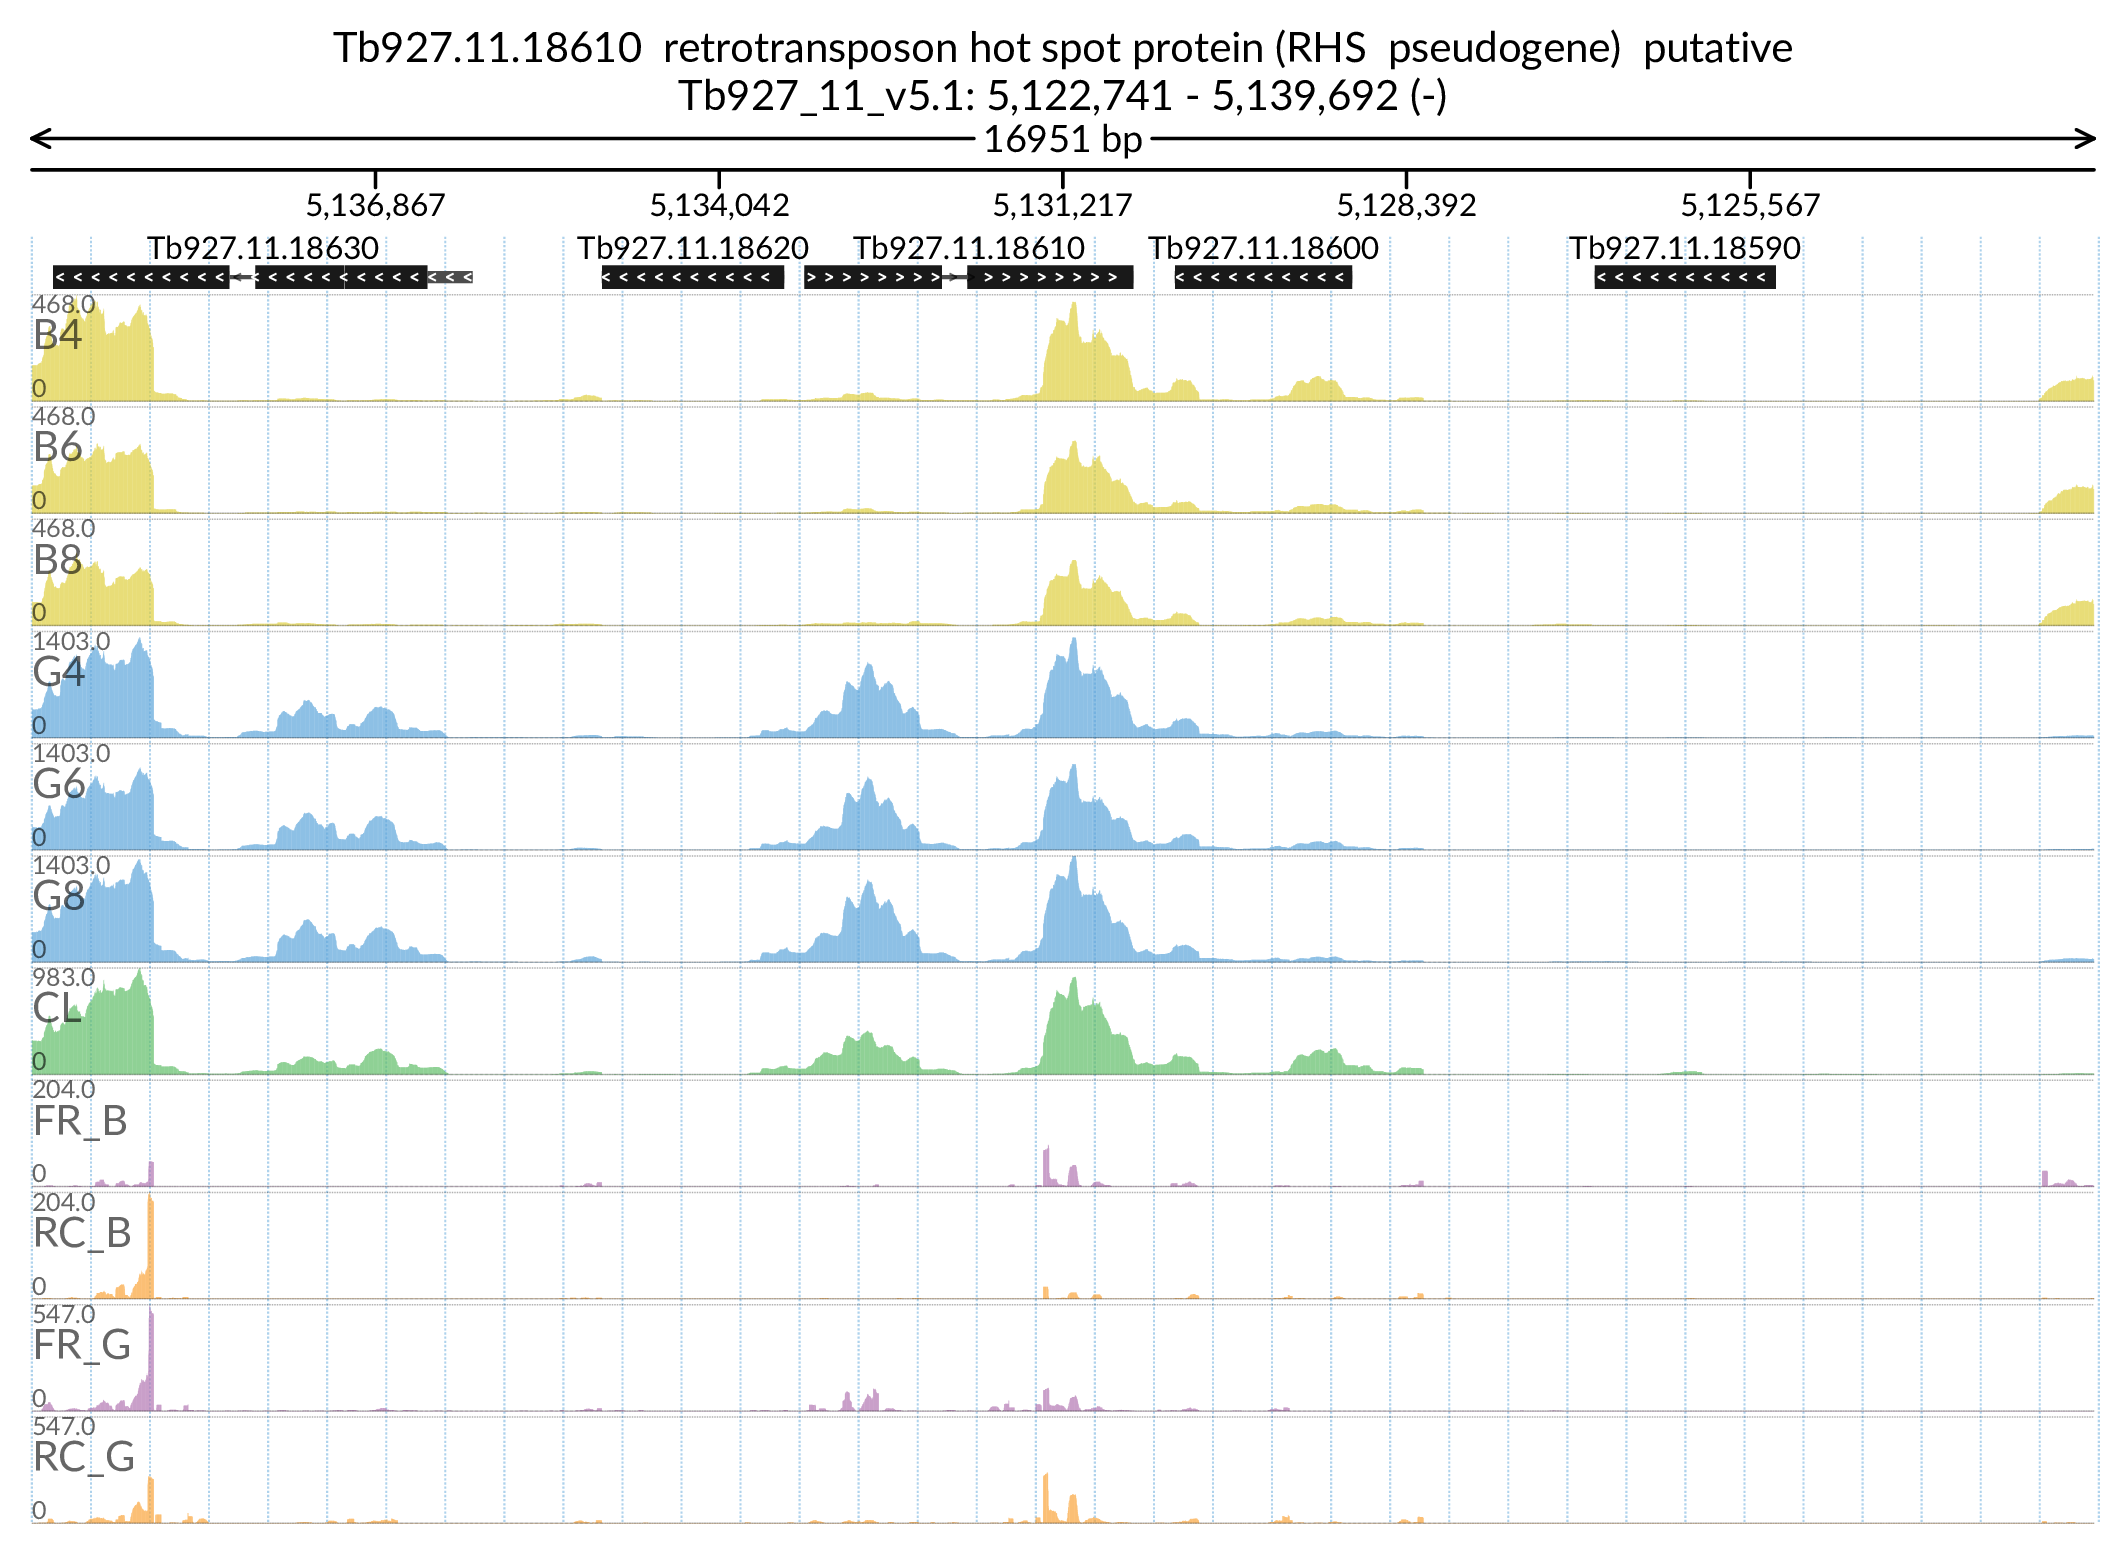 Tb927.11.18610 retrotransposon hot spot protein (RHS pseudogene) putative
Tb927_11_v5.1: 5,122,741 - 5,139,692 (-)
16951 bp
5,136,867 5,134,042 5,131,217 5,128,392 5,125,567
Tb927.11.18630 Tb927.11.18620 Tb927.11.18610 Tb927.11.18600 Tb927.11.18590
468.0
B4
0
468.0
B6
0
468.0
B8
0
1403.0
G4
0
1403.0
G6
0
1403.0
G8
0
983.0
CL
0
204.0
FR_B
0
204.0
RC_B
0
547.0
FR_G
0
547.0
RC_G
0